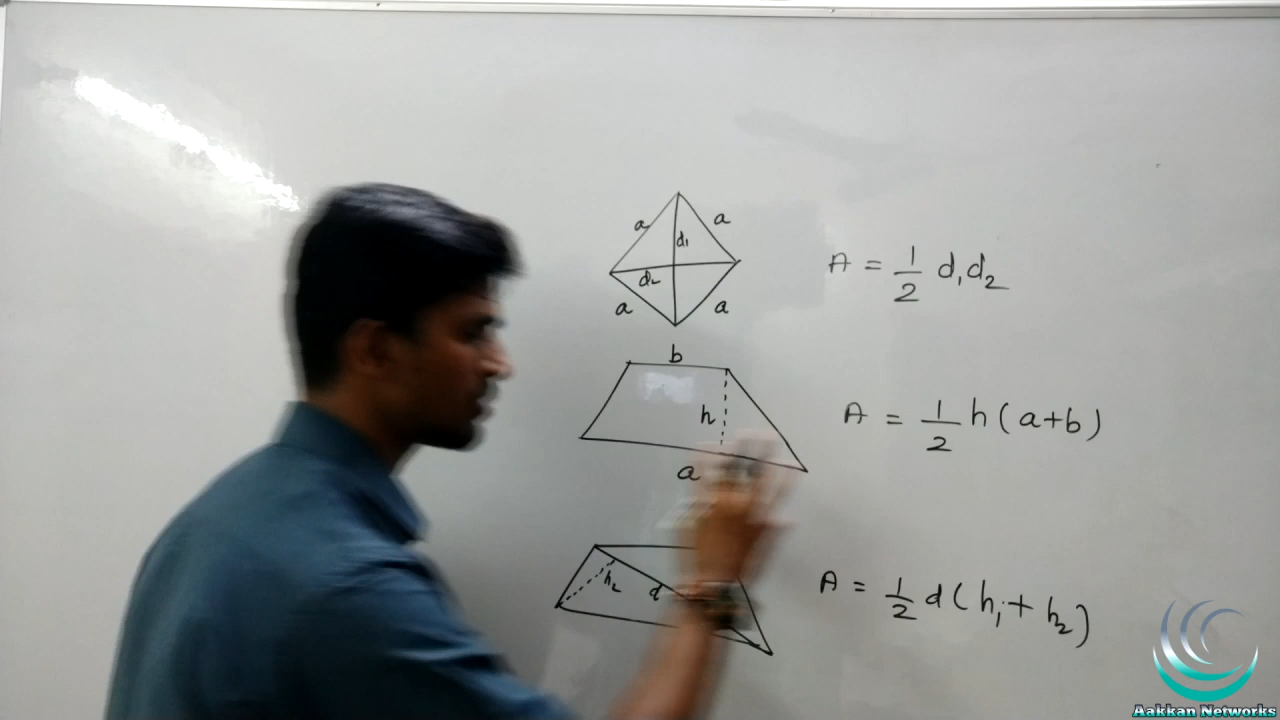 a a
d₁
A = 1/2 d₁d₂
d₂
a a
b
h
A = 1/2 h(a+b)
a
h₂ d
A = 1/2 d(h₁+h₂)
Aakkan Networks